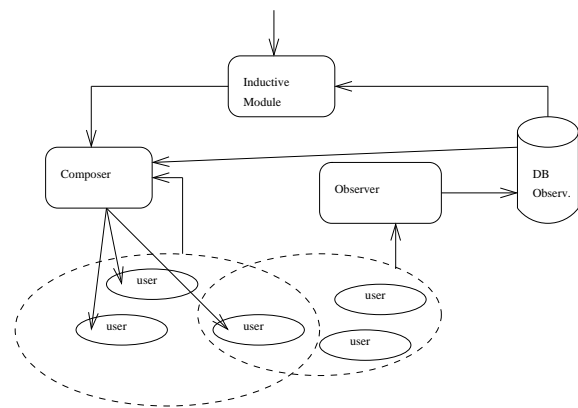 Inductive
Module
Composer
Observer
DB
Observ.
user
user
user
user
user